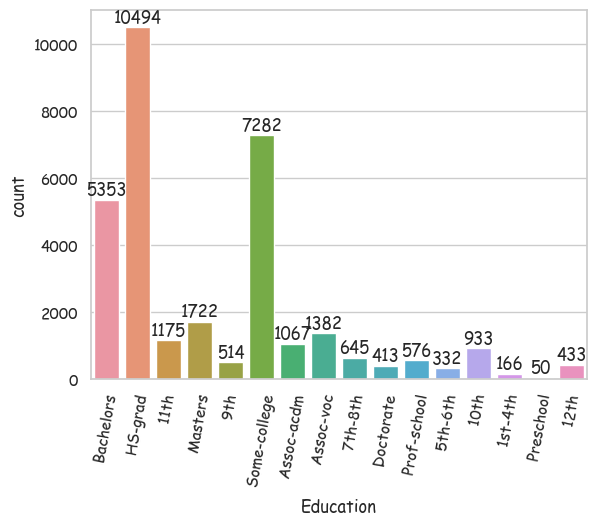 10494
10000
8000
7282
6000
5353
count
4000
2000
1722
1382
1175
1067
933
645
576
514
413
433
332
166
50
0
Bachelors
HS-grad
11th
Masters
9th
Some-college
Assoc-acdm
Assoc-voc
7th-8th
Doctorate
Prof-school
5th-6th
10th
1st-4th
Preschool
12th
Education